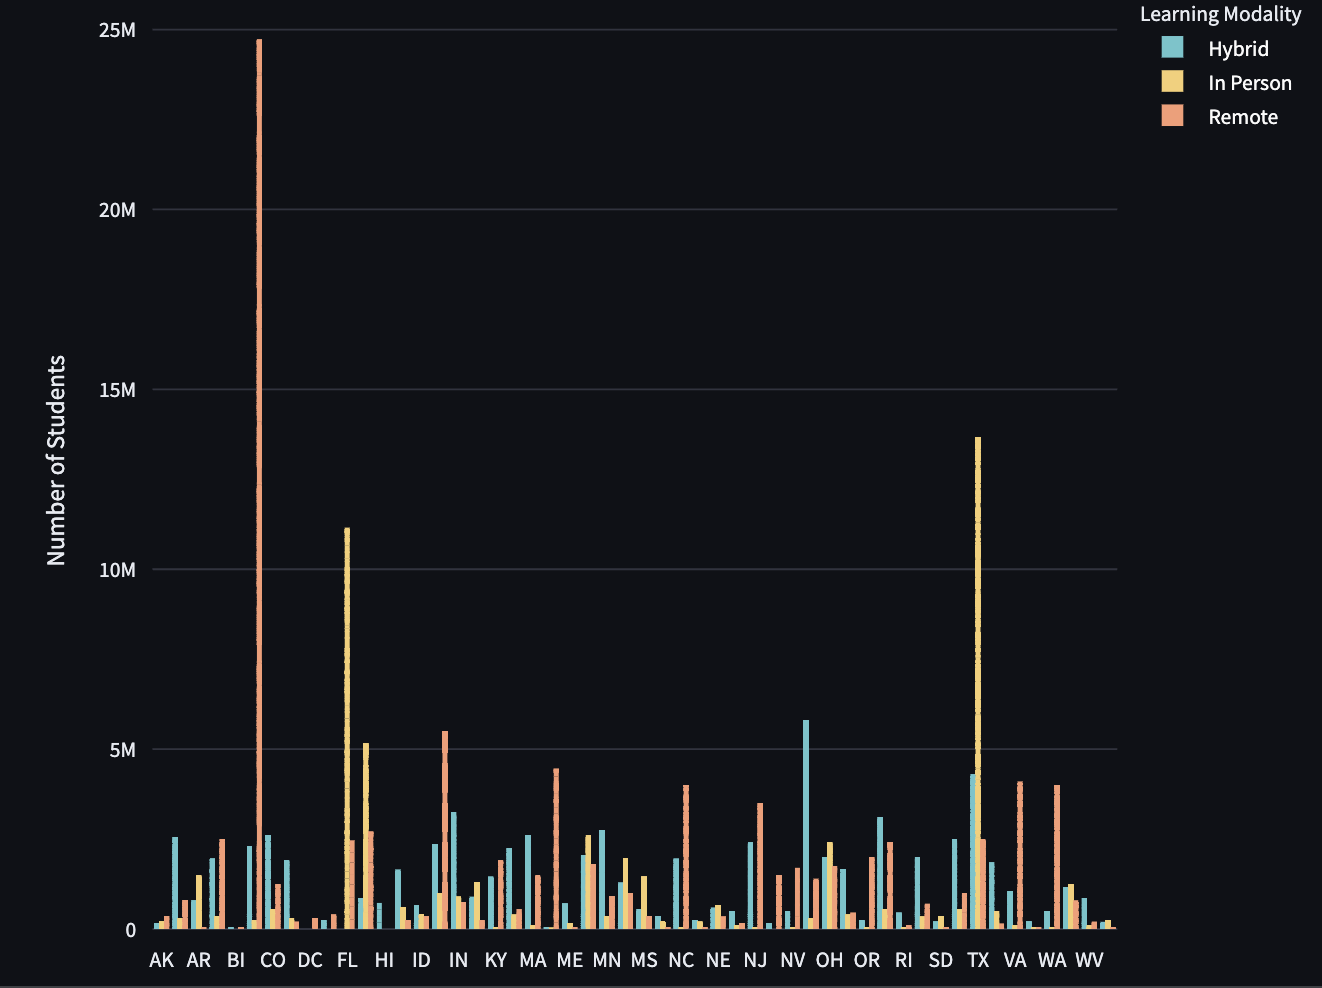 Learning Modality
Hybrid
In Person
Remote
Number of Students
25M
20M
15M
10M
5M
0
AK AR BI CO DC FL HI ID IN KY MA ME MN MS NC NE NJ NV OH OR RI SD TX VA WA WV